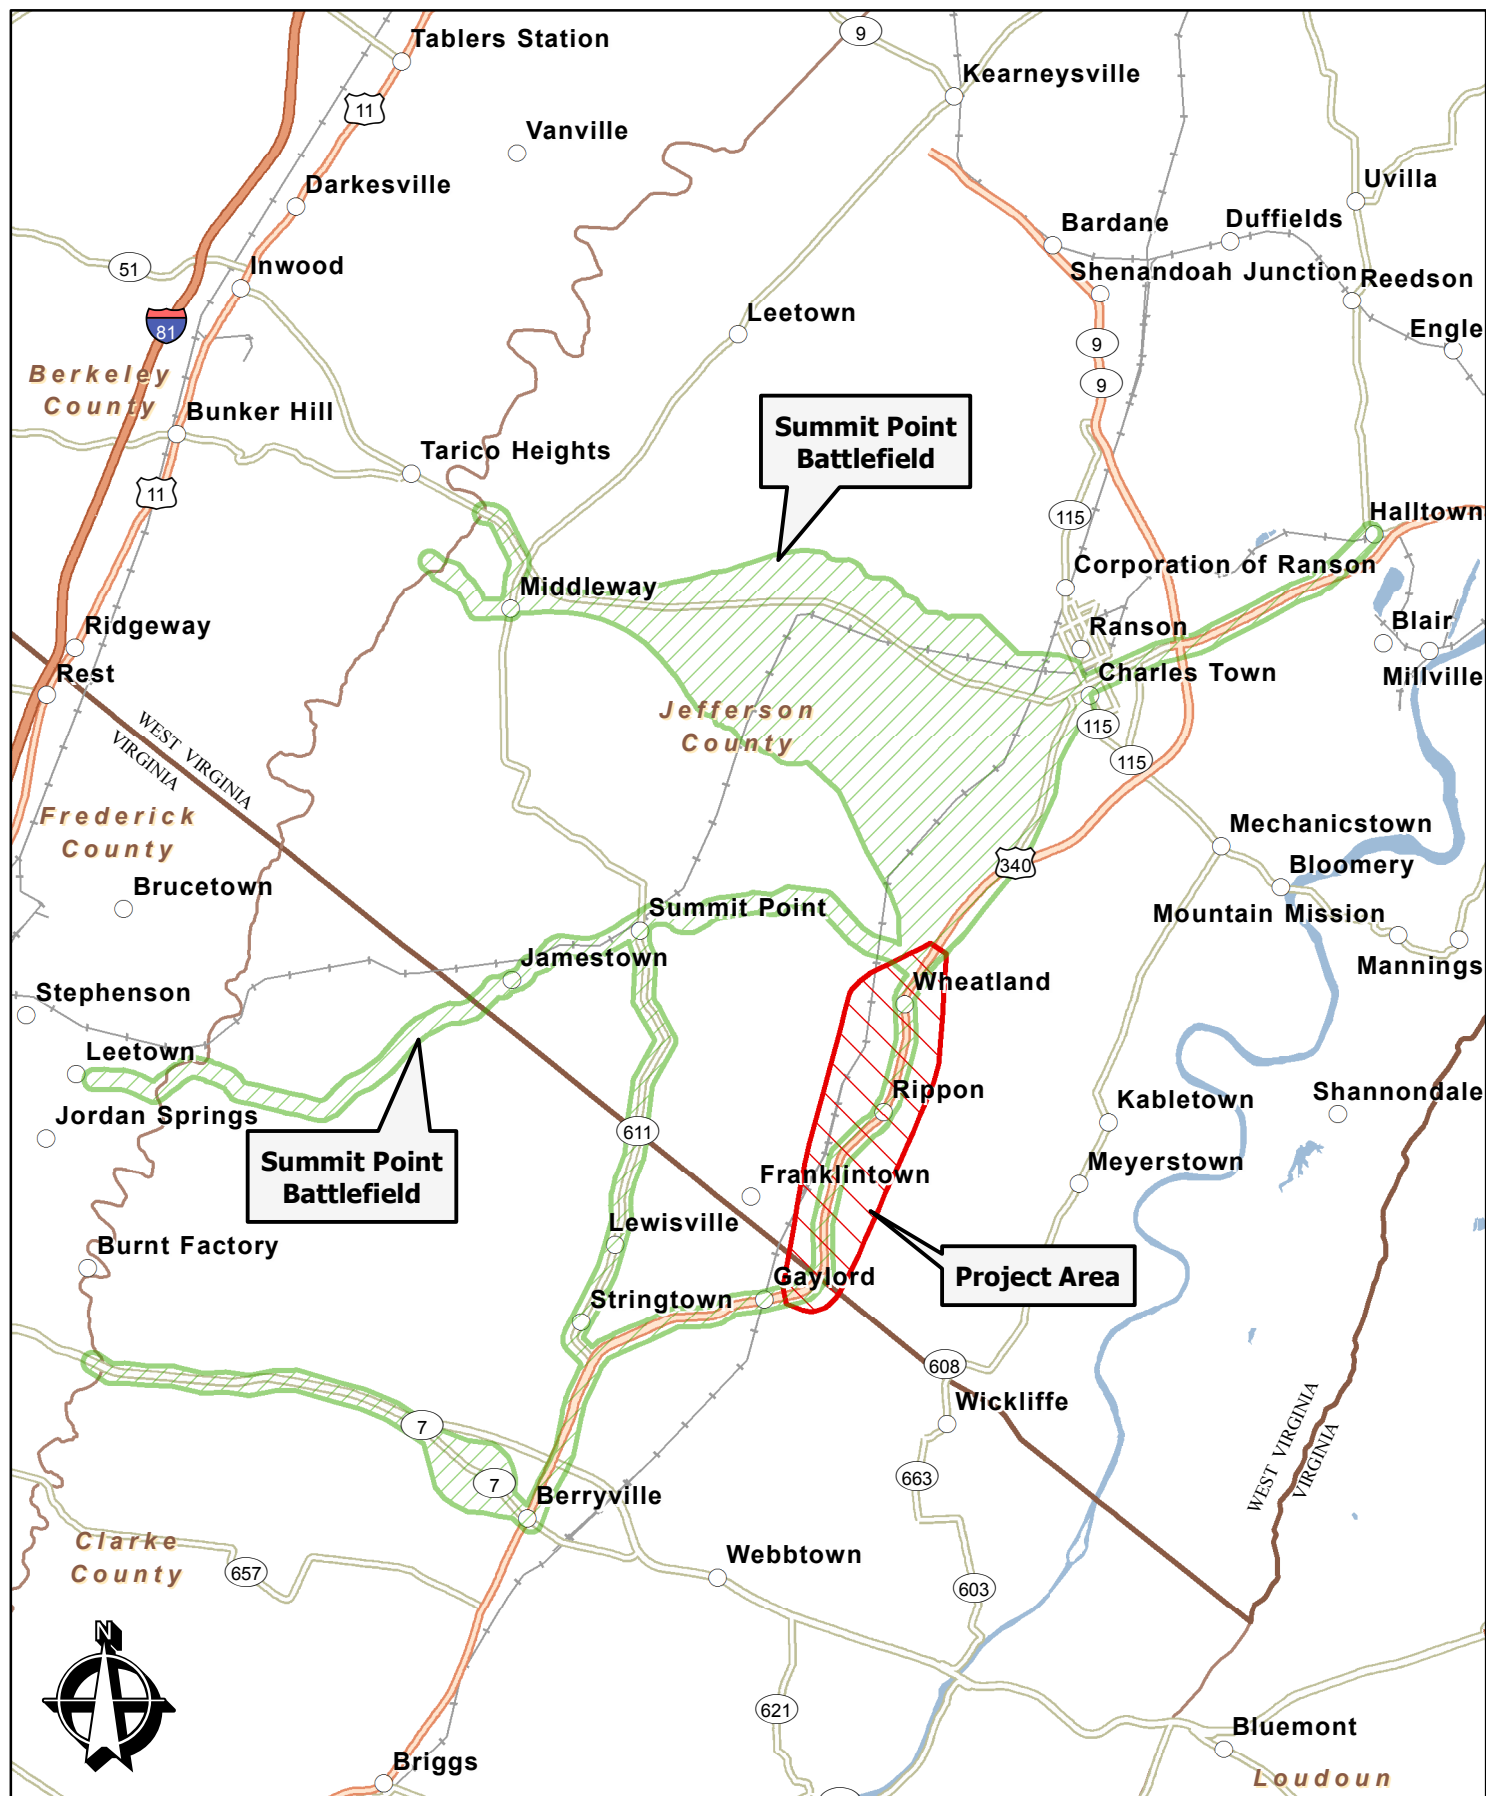 Tablers Station
9
Kearneysville
11
Vanville
Darkesville
Uvilla
Bardane
Duffields
51
Inwood
Shenandoah Junction
Reedson
81
Leetown
Engle
9
9
Berkeley
County
Bunker Hill
Summit Point
Battlefield
Tarico Heights
11
115
Halltown
Corporation of Ranson
Middleway
Ridgeway
Ranson
Blair
Rest
Charles Town
Millville
WEST VIRGINIA
VIRGINIA
Jefferson
County
115
115
Frederick
County
Mechanicstown
340
Bloomery
Brucetown
Summit Point
Mountain Mission
Jamestown
Mannings
Stephenson
Wheatland
Leetown
Rippon
Shannondale
Kabletown
Jordan Springs
611
Summit Point
Battlefield
Franklintown
Meyerstown
Lewisville
Burnt Factory
Gaylord
Project Area
Stringtown
608
Wickliffe
WEST VIRGINIA
VIRGINIA
7
663
7
Berryville
Clarke
County
657
Webbtown
603
N
621
Bluemont
Briggs
Loudoun